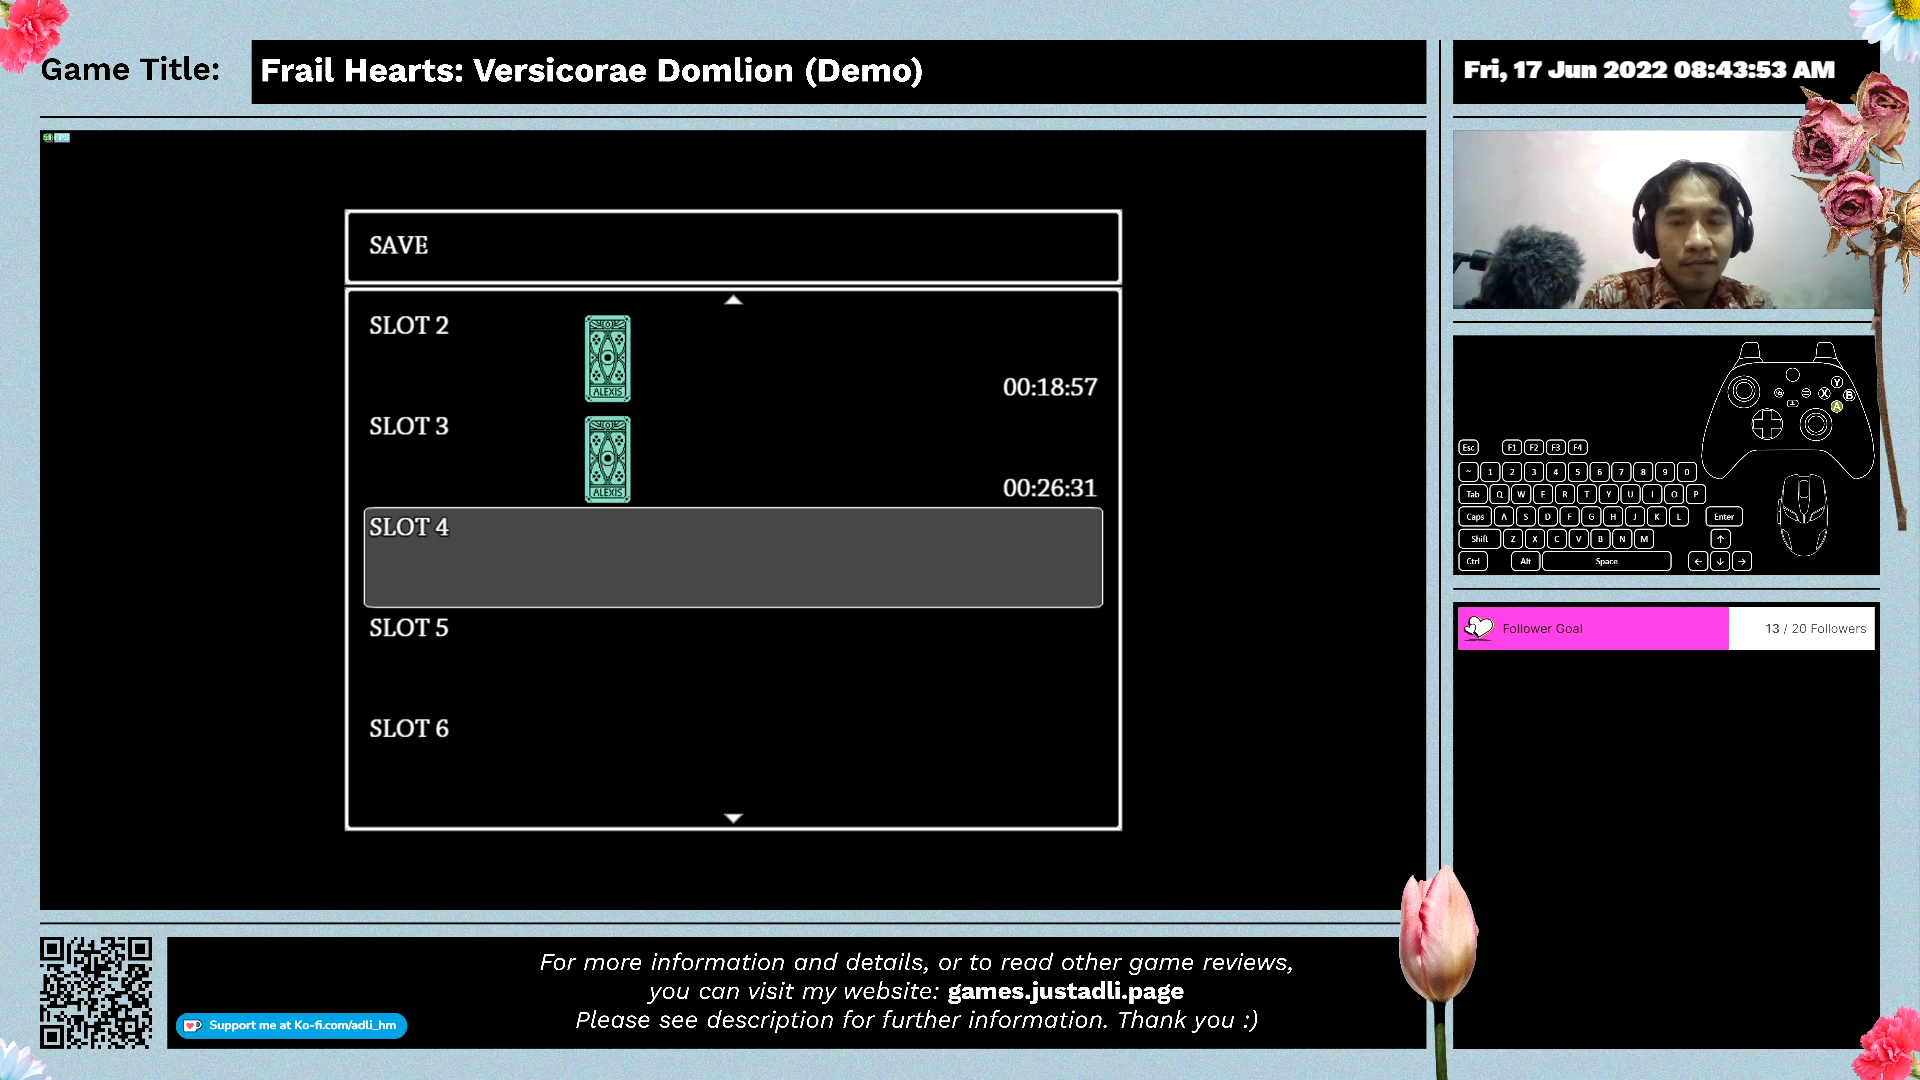 Game Title:
Frail Hearts: Versicorae Domlion (Demo)
Fri, 17 Jun 2022 08:43:53 AM
SAVE
SLOT 2
ALEXIS
00:18:57
SLOT 3
ALEXIS
00:26:31
SLOT 4
SLOT 5
SLOT 6
Y
X B
A
Esc F1 F2 F3 F4
~ 1 2 3 4 5 6 7 8 9 0
Tab Q W E R T Y U I O P
Caps A S D F G H J K L Enter
Shift Z X C V B N M ↑
Ctrl Alt Space ← ↓ →
Follower Goal 13 / 20 Followers
For more information and details, or to read other game reviews,
you can visit my website: games.justadli.page
Please see description for further information. Thank you :)
Support me at Ko-fi.com/adli_hm